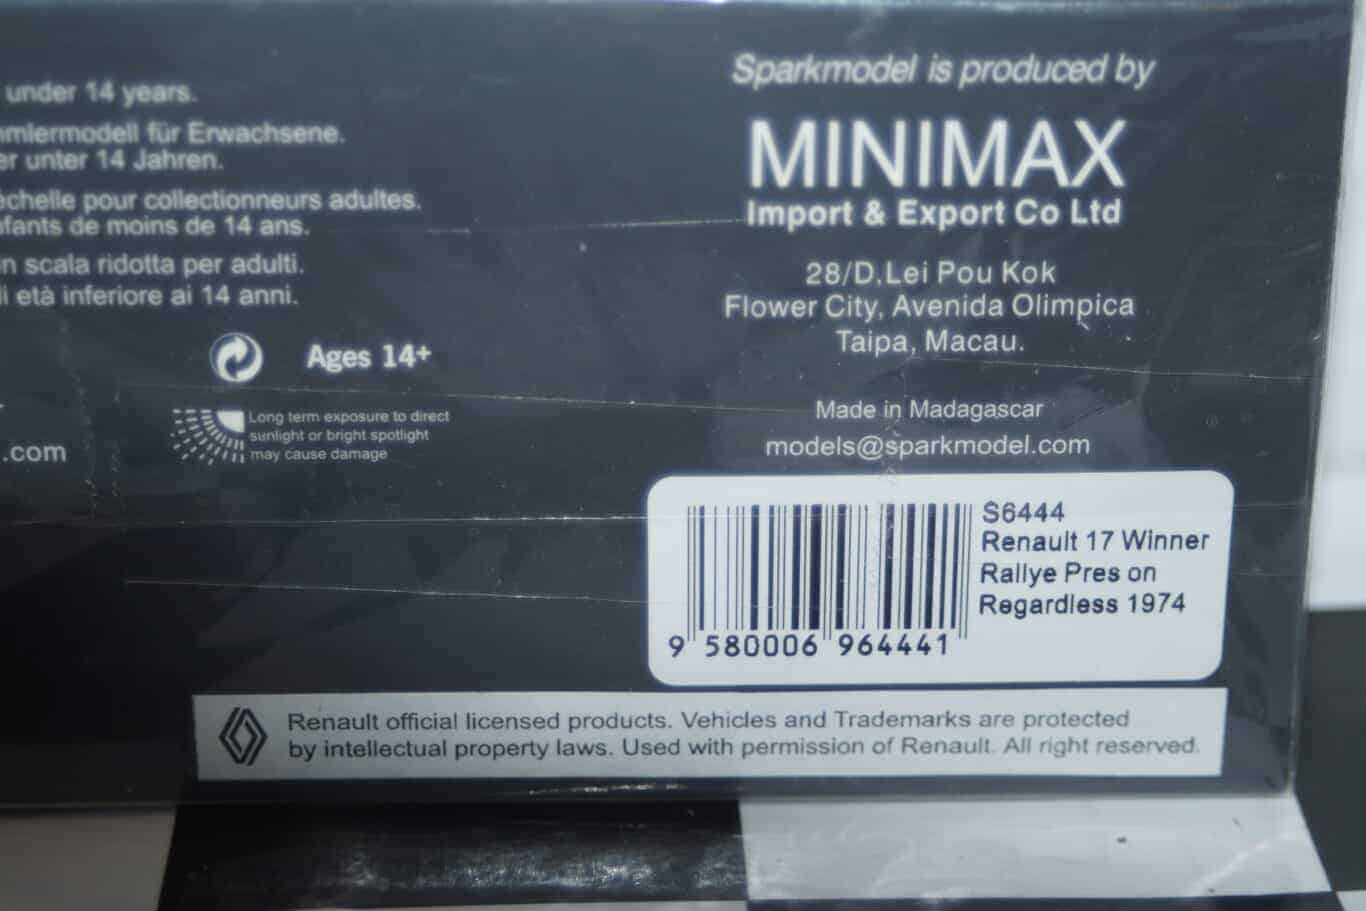 under 14 years.
für Erwachsene.
unter 14 Jahren.
pour collectionneurs adultes.
de moins de 14 ans.
scala ridotta per adulti.
età inferiore ai 14 anni.
Ages 14+
Long term exposure to direct
sunlight or bright spotlight
may cause damage
.com
Sparkmodel is produced by
MINIMAX
Import & Export Co Ltd
28/D,Lei Pou Kok
Flower City, Avenida Olimpica
Taipa, Macau.
Made in Madagascar
models@sparkmodel.com
S6444
Renault 17 Winner
Rallye Pres on
Regardless 1974
9 580006 964441
Renault official licensed products. Vehicles and Trademarks are protected
by intellectual property laws. Used with permission of Renault. All right reserved.